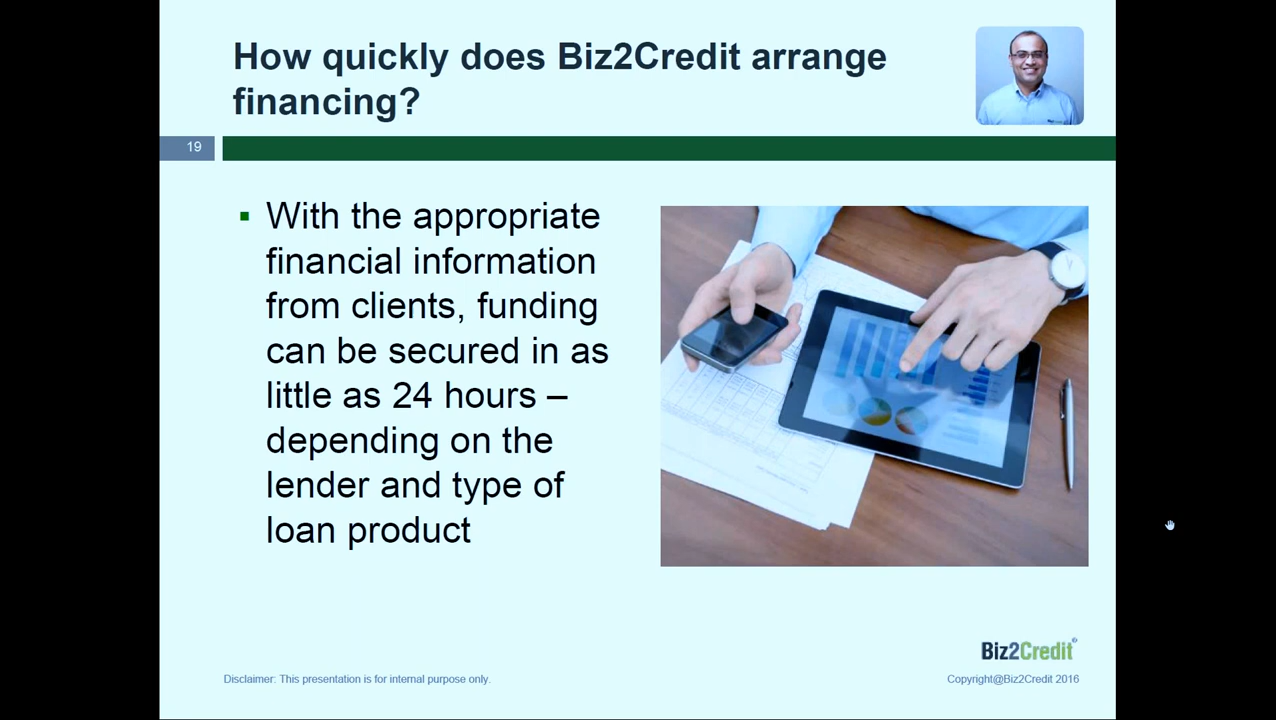 How quickly does Biz2Credit arrange
financing?
19
▪ With the appropriate
financial information
from clients, funding
can be secured in as
little as 24 hours –
depending on the
lender and type of
loan product
Biz2Credit
Disclaimer: This presentation is for internal purpose only.
Copyright@Biz2Credit 2016